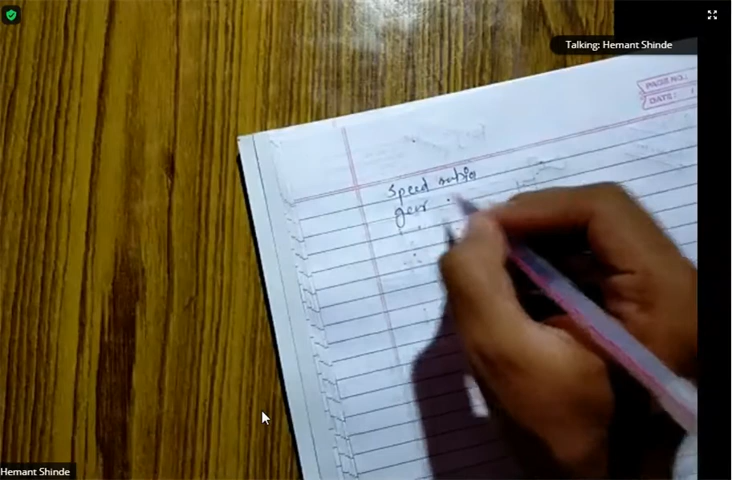 Talking: Hemant Shinde
PAGE NO.:
DATE:
Speed ratio
gear
Hemant Shinde